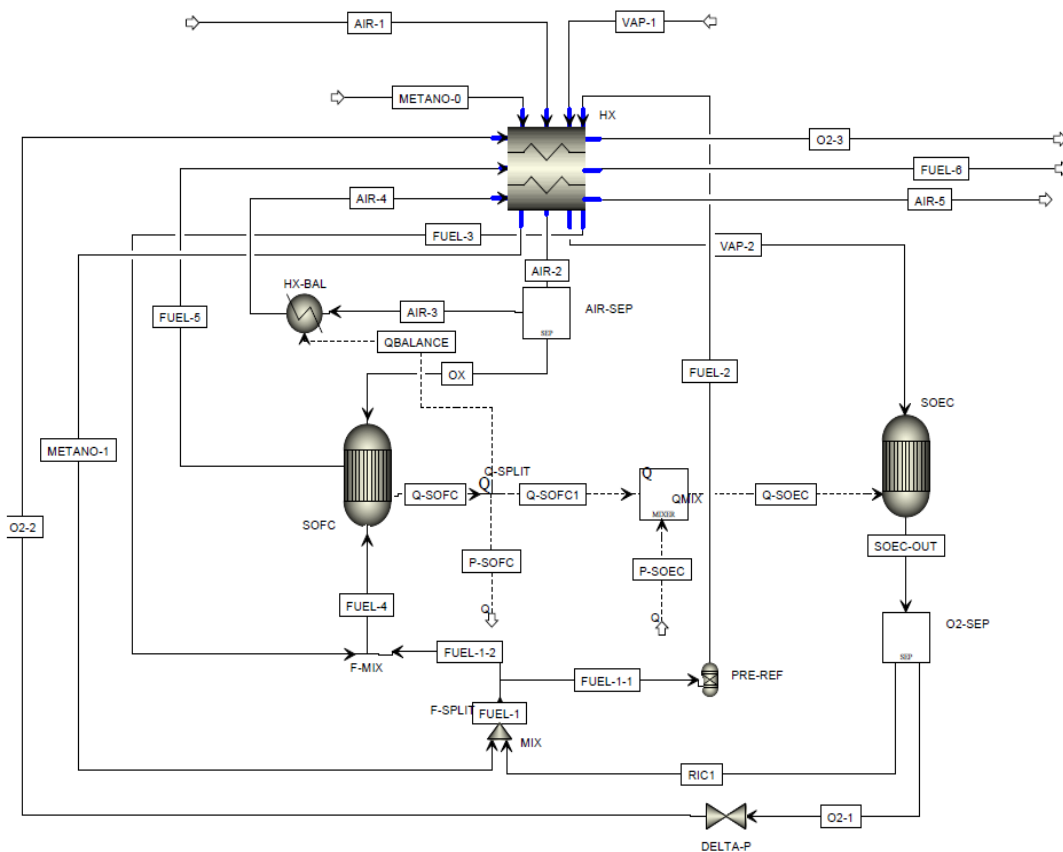 AIR-1
VAP-1
METANO-0
HX
O2-3
FUEL-6
AIR-4
AIR-5
FUEL-3
VAP-2
AIR-2
HX-BAL
AIR-3
AIR-SEP
FUEL-5
SEP
QBALANCE
FUEL-2
OX
SOEC
METANO-1
Q-SPLIT
Q
Q
Q-SOFC
Q-SOFC1
QMIX
Q-SOEC
MIXER
SOFC
O2-2
SOEC-OUT
P-SOFC
P-SOEC
FUEL-4
Q
Q
O2-SEP
FUEL-1-2
SEP
F-MIX
FUEL-1-1
PRE-REF
F-SPLIT
FUEL-1
MIX
RIC1
O2-1
DELTA-P